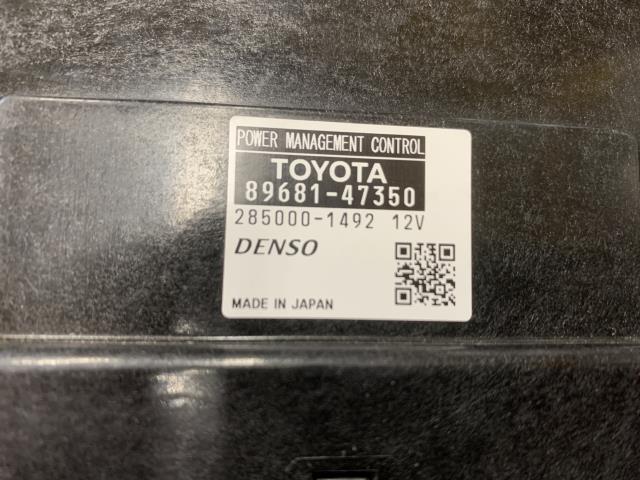 POWER MANAGEMENT CONTROL
TOYOTA
89681-47350
285000-1492 12V
DENSO
MADE IN JAPAN